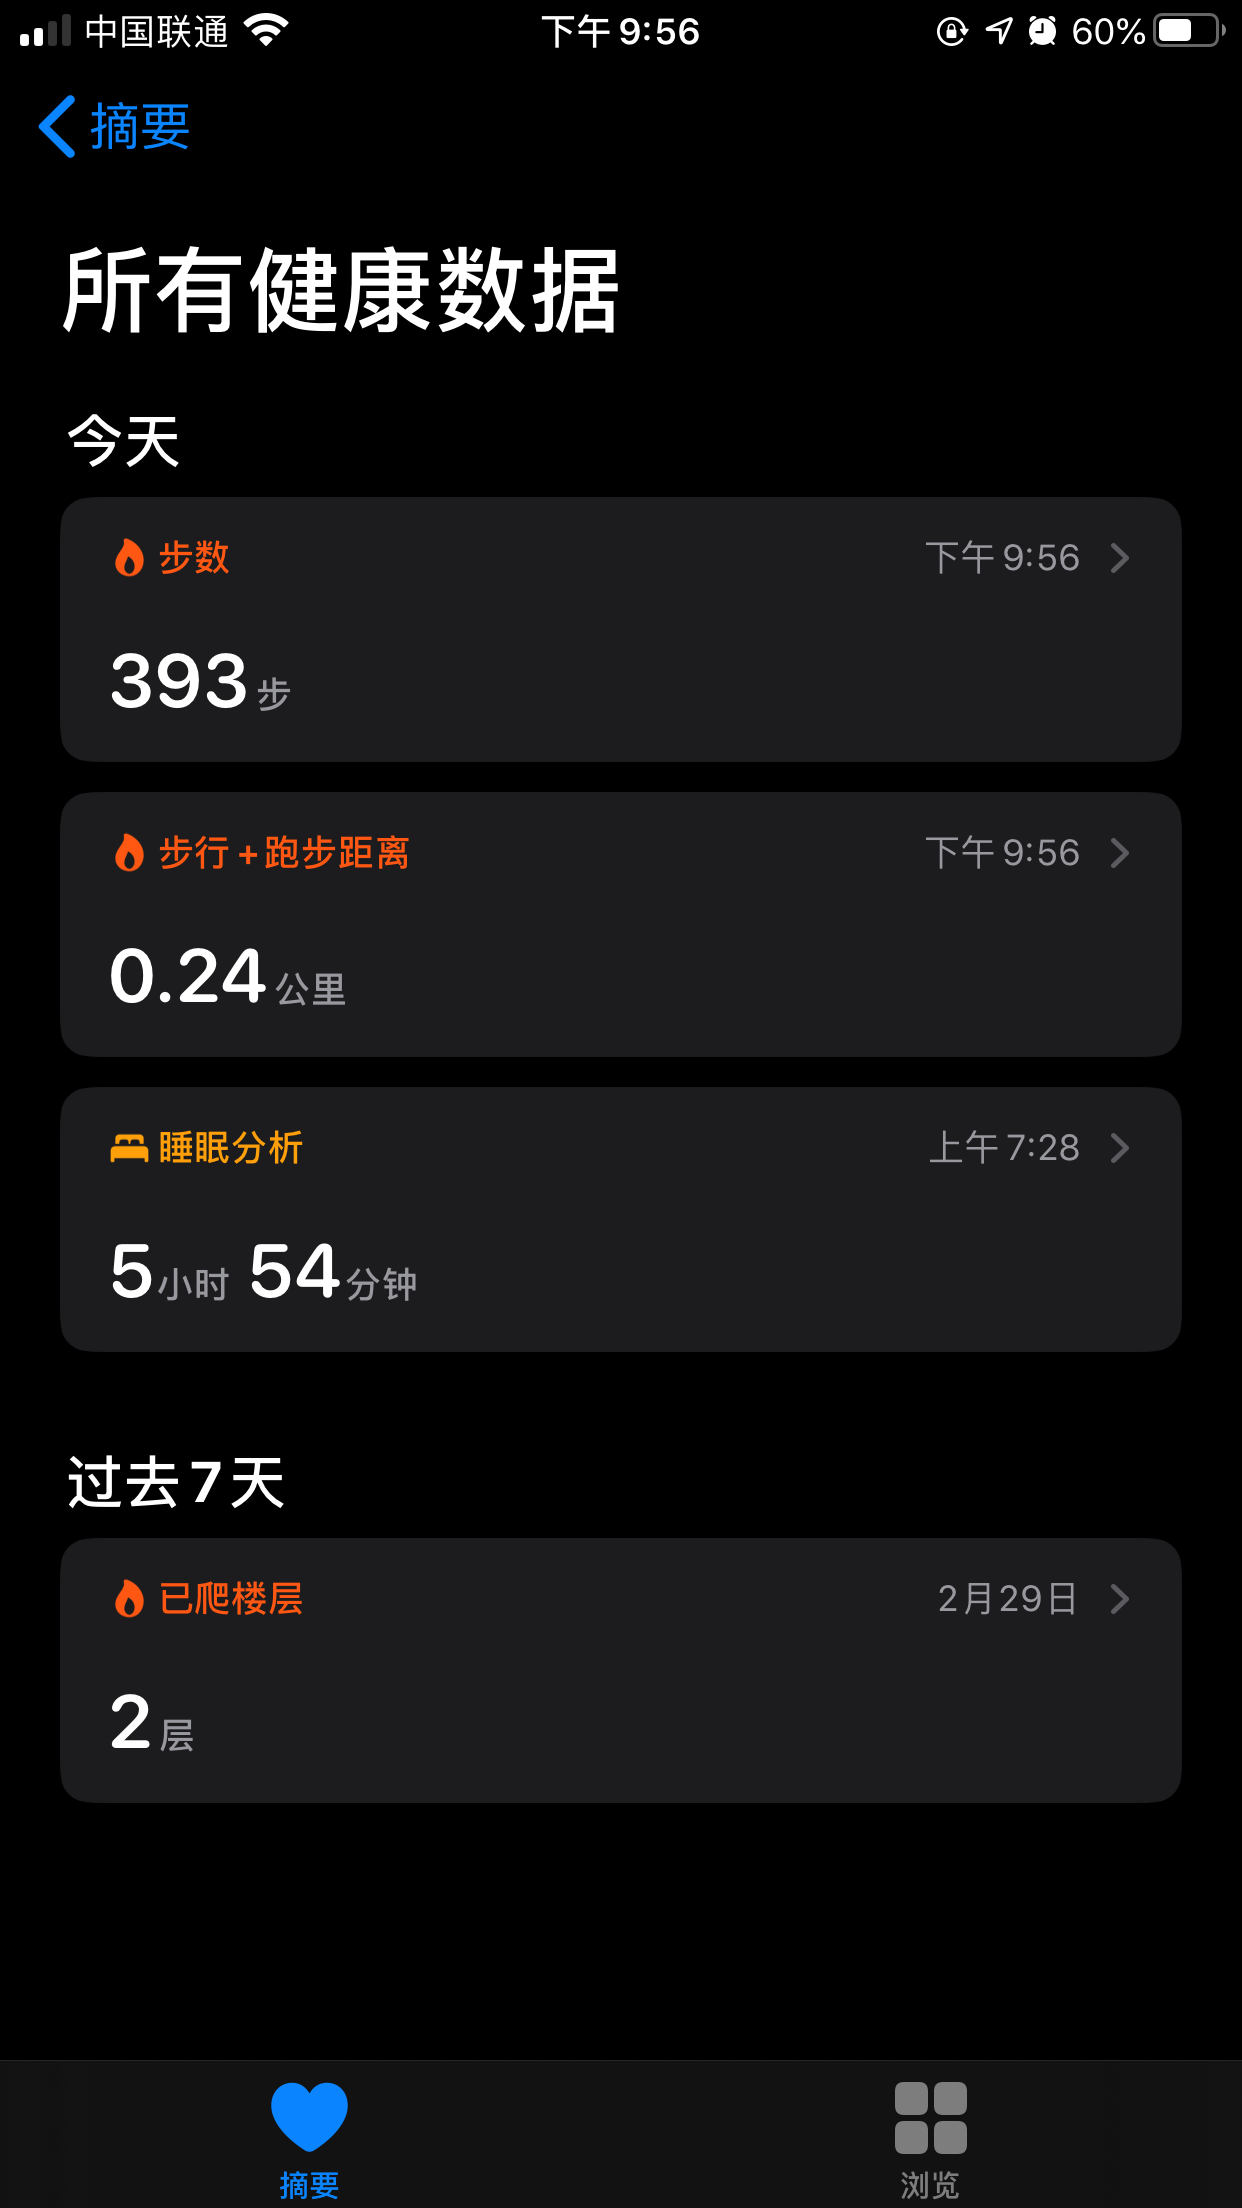 中国联通 下午 9:56 60%
摘要
所有健康数据
今天
步数 下午 9:56
393 步
步行 + 跑步距离 下午 9:56
0.24 公里
睡眠分析 上午 7:28
5 小时 54 分钟
过去 7 天
已爬楼层 2月29日
2 层
摘要 浏览